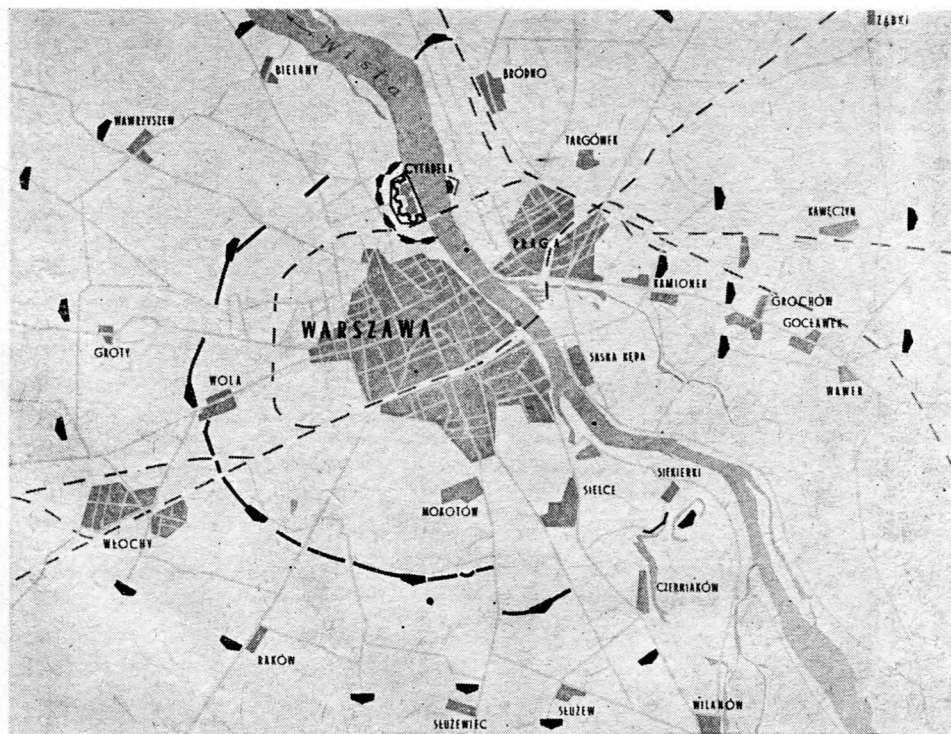 Wisła
ZĄBKI
BIELANY
BRÓDNO
WAWRZYSZEW
TARGÓWEK
CYTADELA
KAWĘCZYN
PRAGA
KAMIONEK
GROCHÓW
GOCŁAWEK
WARSZAWA
GROTY
SASKA KĘPA
WAWER
WOLA
SIEKIERKI
SIELCE
MOKOTÓW
WŁOCHY
CZERNIAKÓW
RAKÓW
SŁUŻEW
WILANÓW
SŁUŻEWIEC